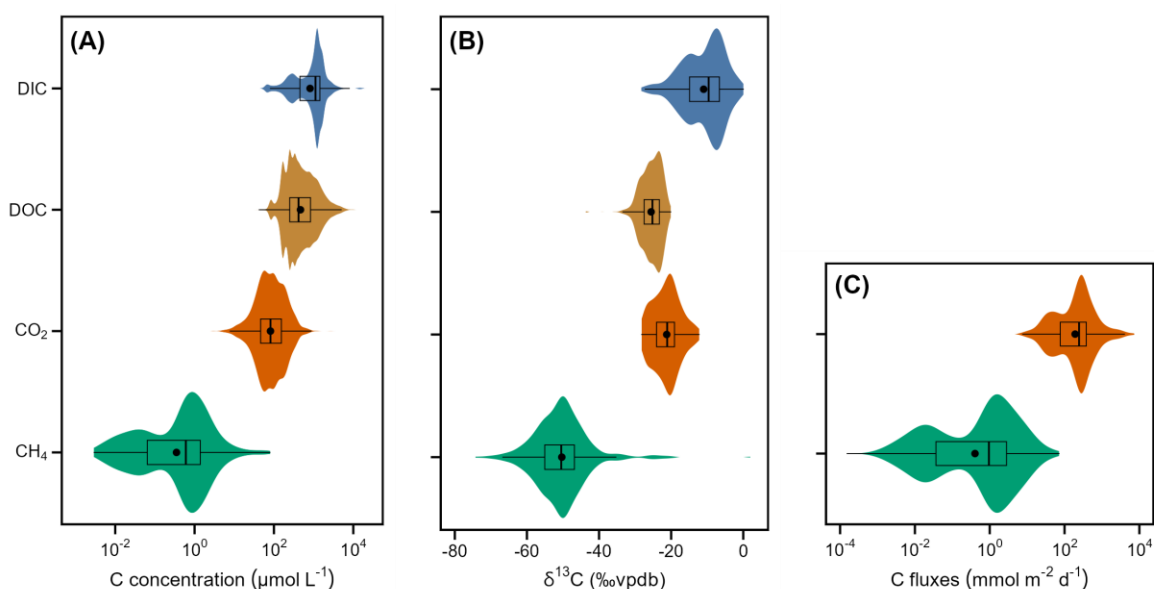 (A)
DIC
DOC
CO₂
CH₄
10⁻² 10⁰ 10² 10⁴
C concentration (µmol L⁻¹)
(B)
-80 -60 -40 -20 0
δ¹³C (‰vpdb)
(C)
10⁻⁴ 10⁻² 10⁰ 10² 10⁴
C fluxes (mmol m⁻² d⁻¹)